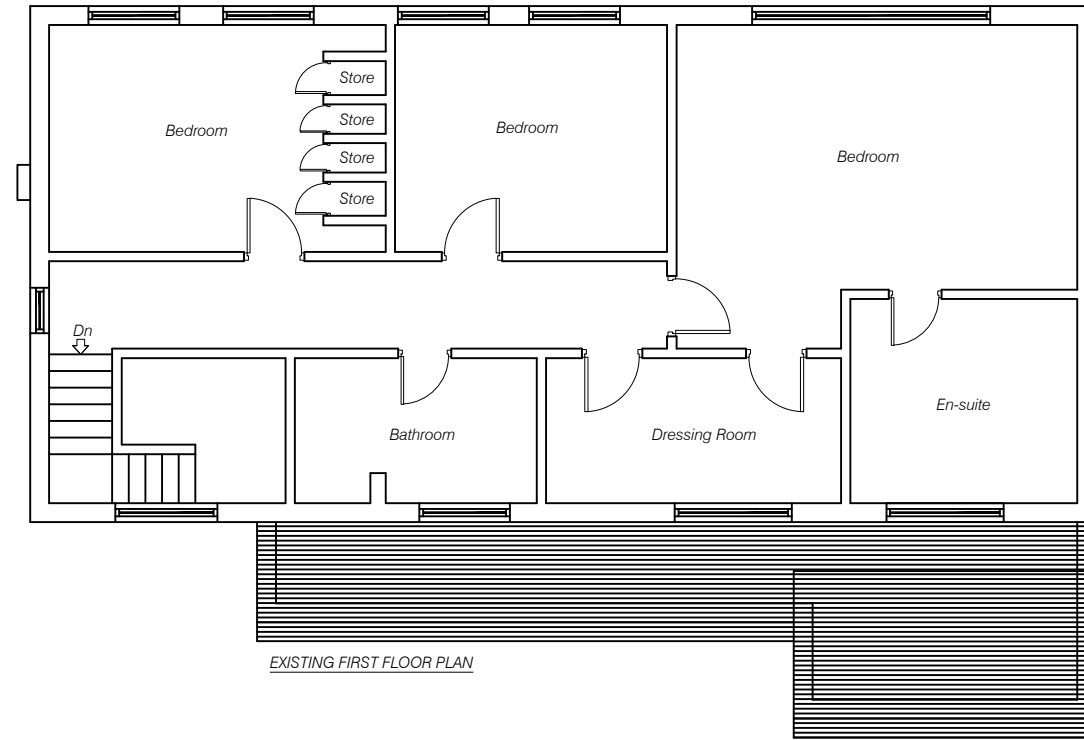 Store
Store
Bedroom
Bedroom
Store
Bedroom
Store
Dn
Bathroom
Dressing Room
En-suite
EXISTING FIRST FLOOR PLAN